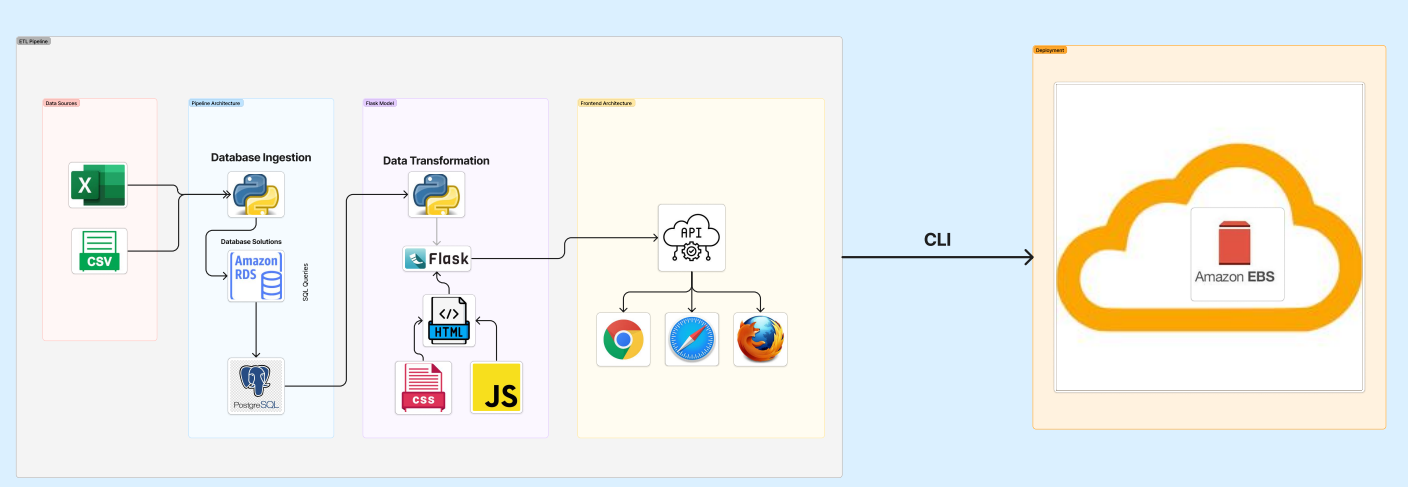 ETL Pipeline
Deployment
Data Sources
Pipeline Architecture
Flask Model
Frontend Architecture
Database Ingestion
Data Transformation
X
CSV
Database Solutions
Amazon
RDS
SQL Queries
PostgreSQL
Flask
</>
HTML
CSS
JS
API
CLI
Amazon EBS